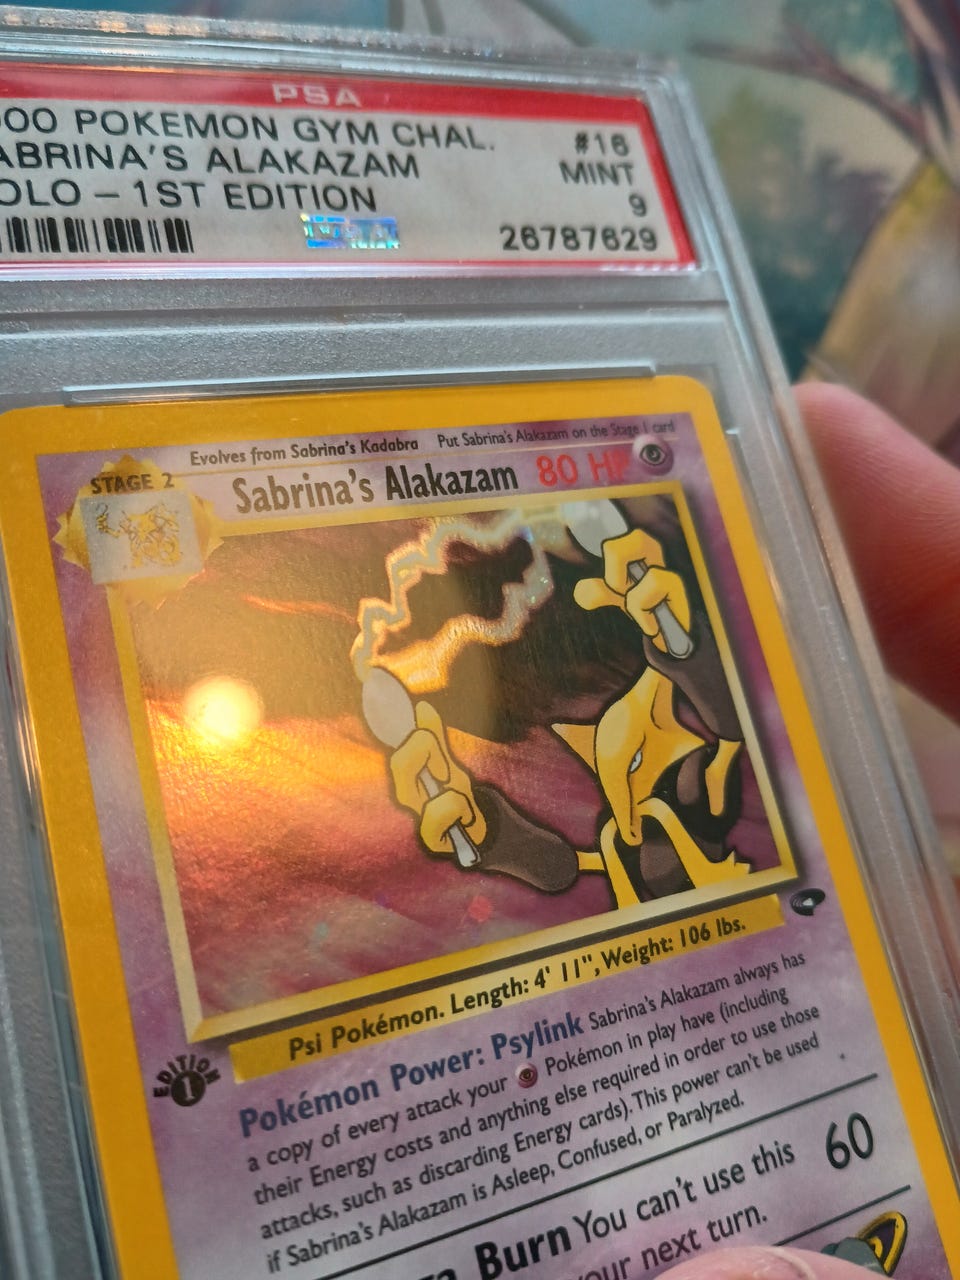 PSA
00 POKEMON GYM CHAL. #16
ABRINA'S ALAKAZAM MINT
OLO - 1ST EDITION 9
26787629
Evolves from Sabrina's Kadabra Put Sabrina's Alakazam on the Stage 1 card
STAGE 2
Sabrina's Alakazam 80 HP
Psi Pokémon. Length: 4' 11", Weight: 106 lbs.
EDITION
1
Pokémon Power: Psylink Sabrina's Alakazam always has
a copy of every attack your Pokémon in play have (including
their Energy costs and anything else required in order to use those
attacks, such as discarding Energy cards). This power can't be used
if Sabrina's Alakazam is Asleep, Confused, or Paralyzed.
Burn You can't use this 60
our next turn.